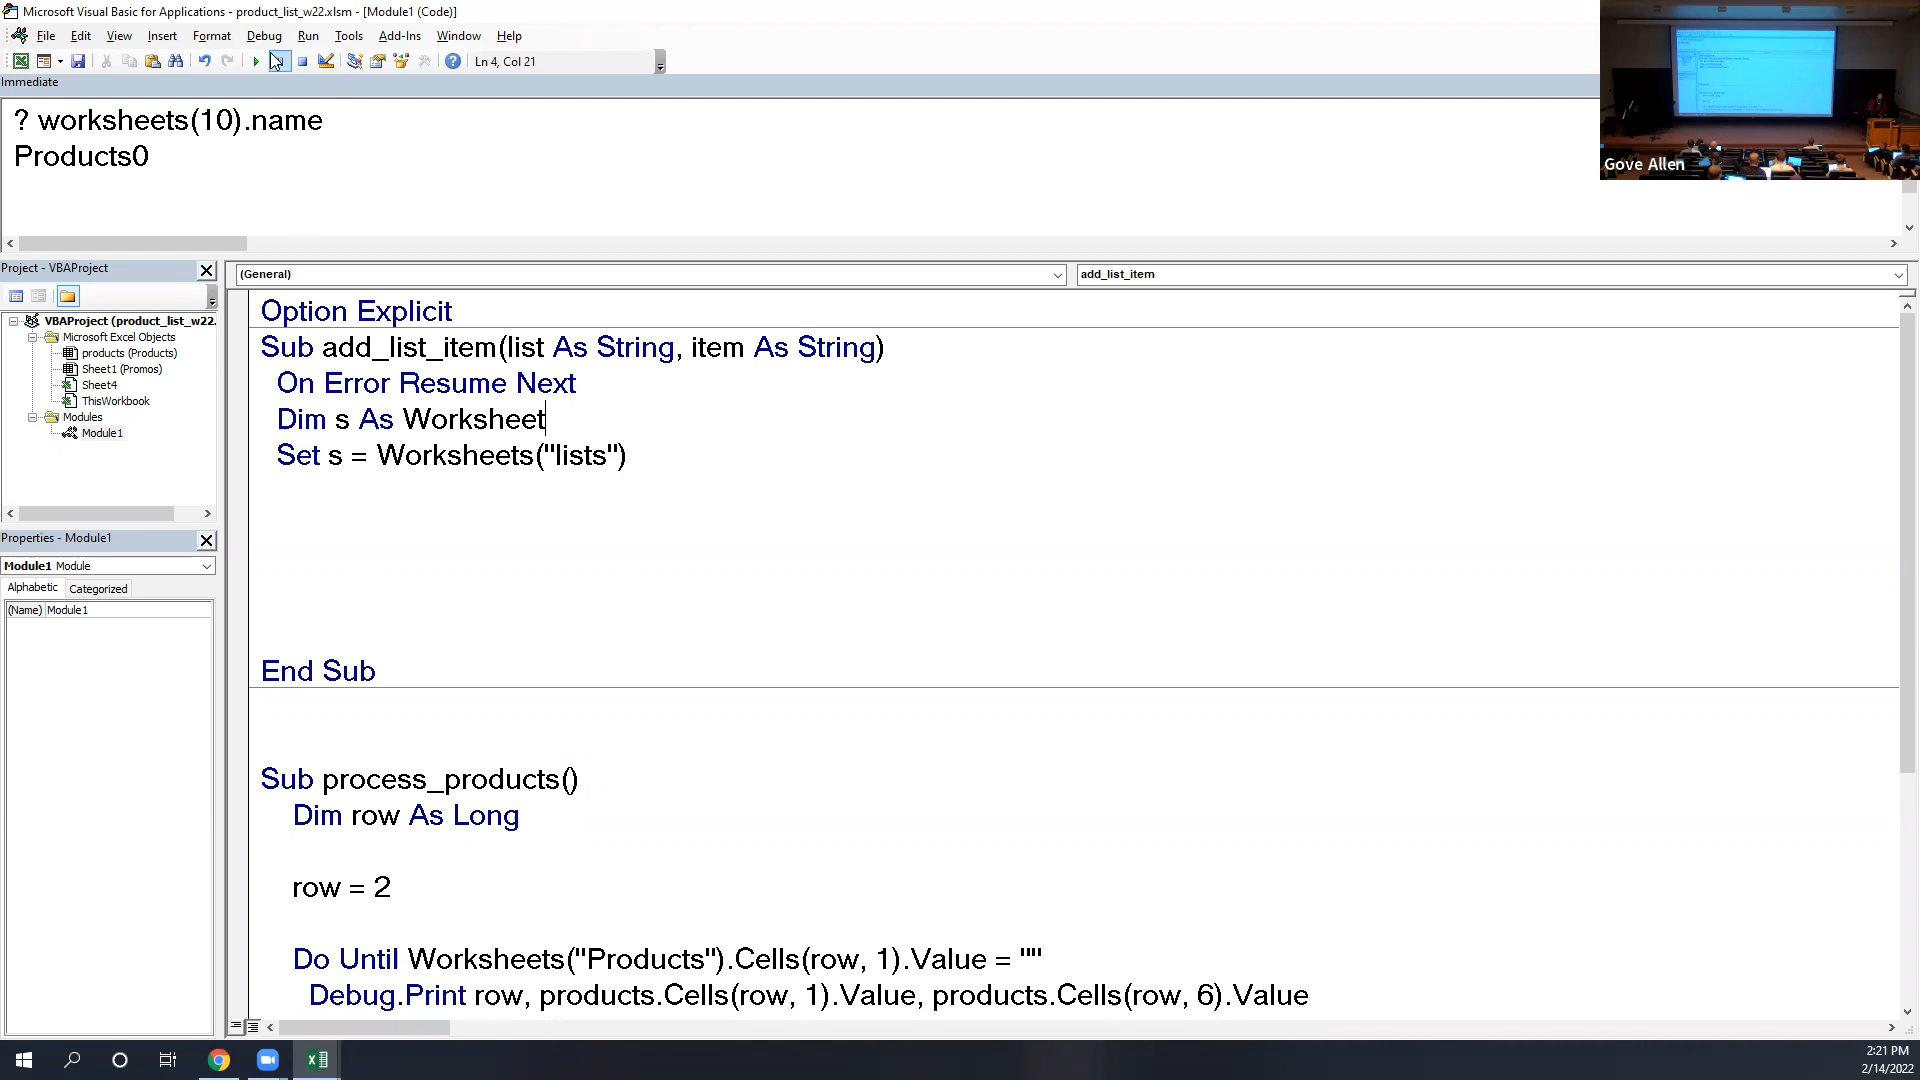 Microsoft Visual Basic for Applications - product_list_w22.xlsm - [Module1 (Code)]
File Edit View Insert Format Debug Run Tools Add-Ins Window Help
Ln 4, Col 21
Immediate
? worksheets(10).name
Products0
Gove Allen
Project - VBAProject
VBAProject (product_list_w22.
Microsoft Excel Objects
products (Products)
Sheet1 (Promos)
Sheet4
ThisWorkbook
Modules
Module1
Properties - Module1
Module1 Module
Alphabetic Categorized
(Name) Module1
(General) add_list_item
Option Explicit
Sub add_list_item(list As String, item As String)
On Error Resume Next
Dim s As Worksheet
Set s = Worksheets("lists")
End Sub
Sub process_products()
Dim row As Long
row = 2
Do Until Worksheets("Products").Cells(row, 1).Value = ""
Debug.Print row, products.Cells(row, 1).Value, products.Cells(row, 6).Value
2:21 PM
2/14/2022